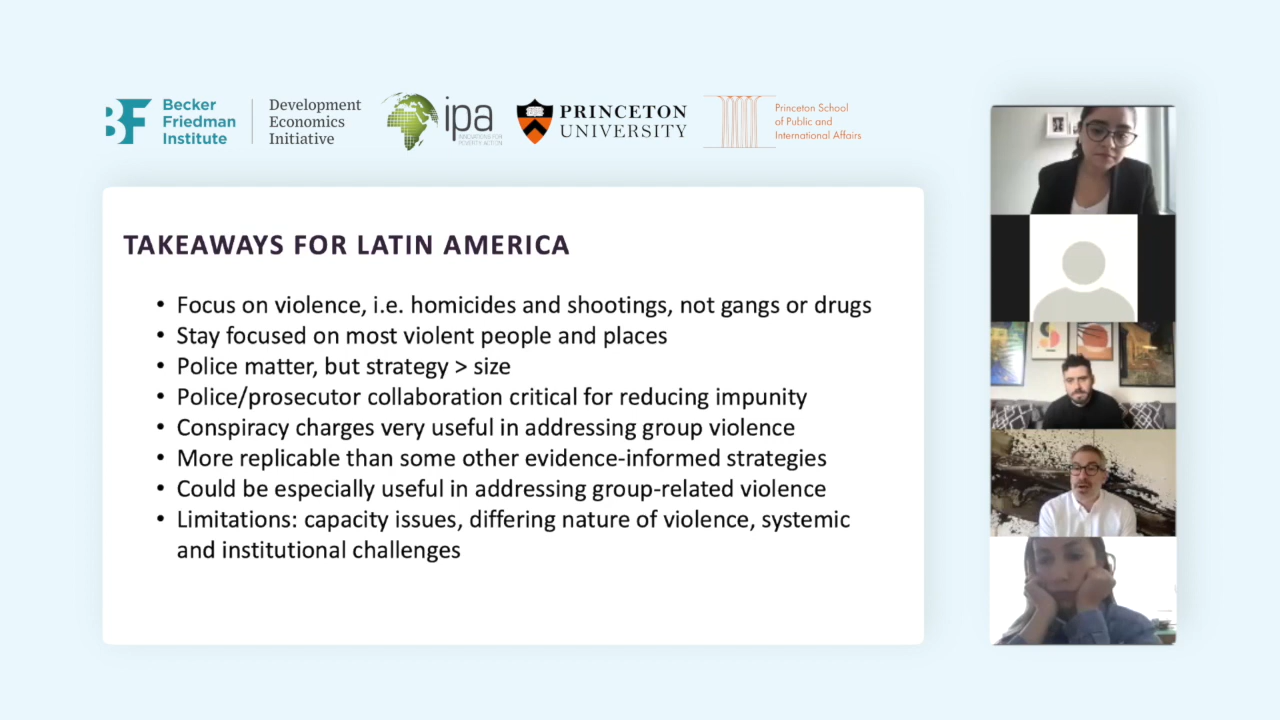 Becker
Friedman
Institute
Development
Economics
Initiative
ipa
INNOVATIONS FOR
POVERTY ACTION
PRINCETON
UNIVERSITY
Princeton School
of Public and
International Affairs
TAKEAWAYS FOR LATIN AMERICA
• Focus on violence, i.e. homicides and shootings, not gangs or drugs
• Stay focused on most violent people and places
• Police matter, but strategy > size
• Police/prosecutor collaboration critical for reducing impunity
• Conspiracy charges very useful in addressing group violence
• More replicable than some other evidence-informed strategies
• Could be especially useful in addressing group-related violence
• Limitations: capacity issues, differing nature of violence, systemic
and institutional challenges